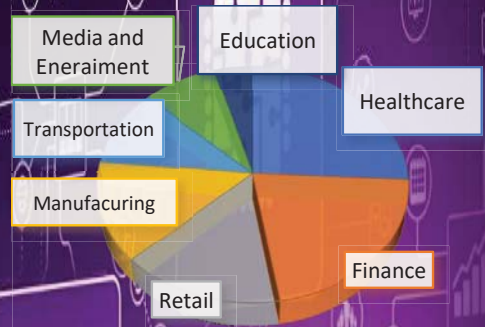 Media and
Eneraiment
Education
Healthcare
Transportation
Manufacuring
Finance
Retail